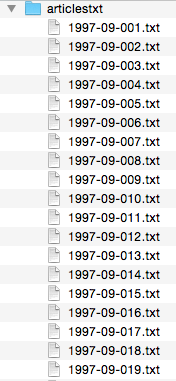 articlestxt
1997-09-001.txt
1997-09-002.txt
1997-09-003.txt
1997-09-004.txt
1997-09-005.txt
1997-09-006.txt
1997-09-007.txt
1997-09-008.txt
1997-09-009.txt
1997-09-010.txt
1997-09-011.txt
1997-09-012.txt
1997-09-013.txt
1997-09-014.txt
1997-09-015.txt
1997-09-016.txt
1997-09-017.txt
1997-09-018.txt
1997-09-019.txt